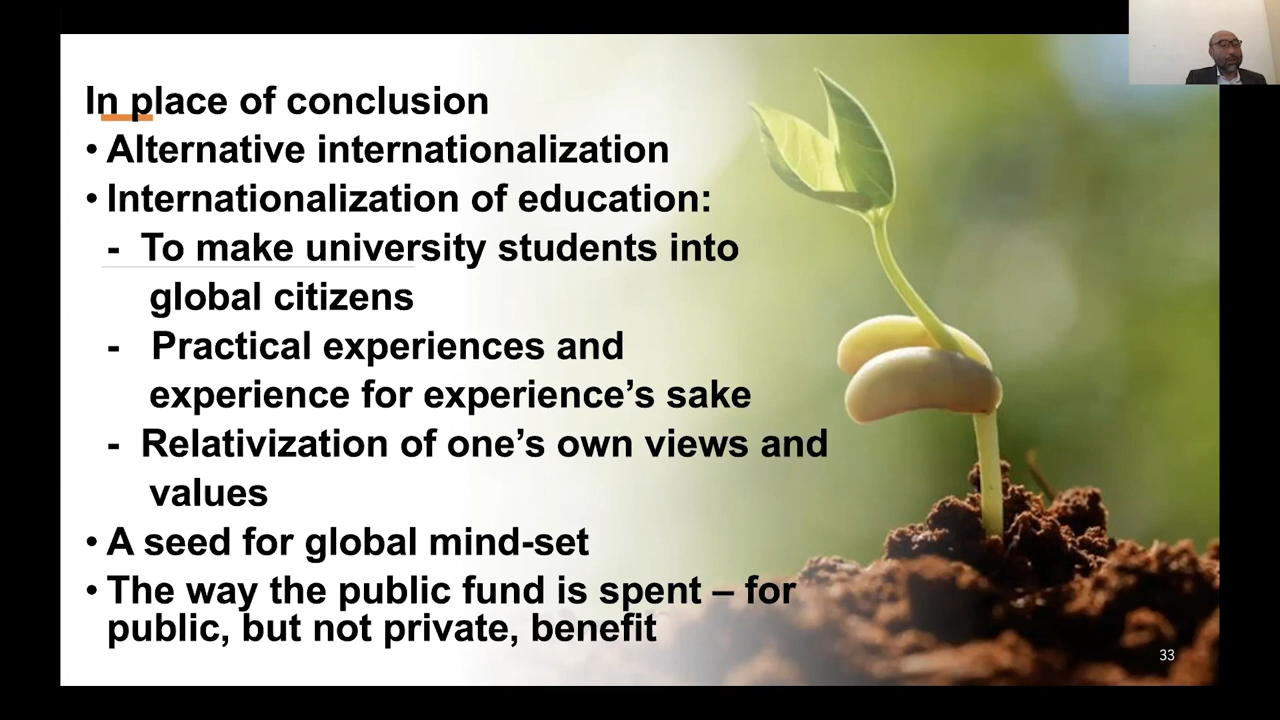 In place of conclusion
• Alternative internationalization
• Internationalization of education:
- To make university students into
global citizens
- Practical experiences and
experience for experience’s sake
- Relativization of one’s own views and
values
• A seed for global mind-set
• The way the public fund is spent – for
public, but not private, benefit
33